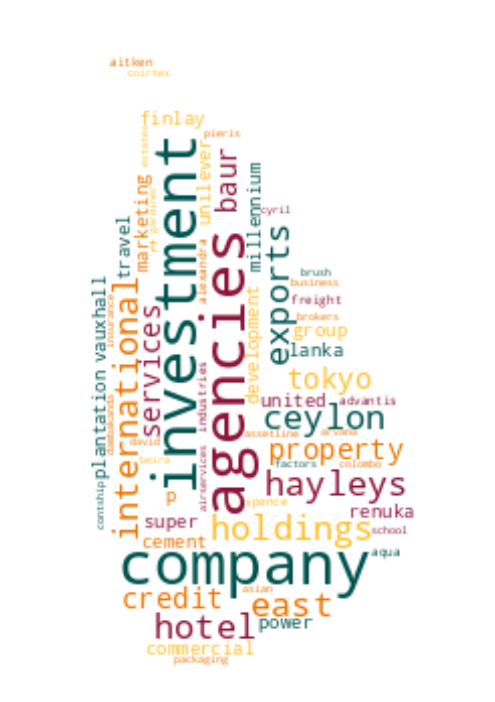 aitken
coirtex
finlay
pieris
estates
investment
unilever
baur
marketing
millennium
cyril
travel
agencies
exports
alexandra
vauxhall
international
insurance
services
development
brush
business
freight
brokers
group
lanka
plantation
industries
tokyo
united
advantis
ceylon
assetline
arvana
david
property
beira
factors
colombo
airservices
hayleys
contship
p
spence
renuka
super
holdings
school
cement
company
aqua
asian
credit
east
hotel
power
commercial
packaging